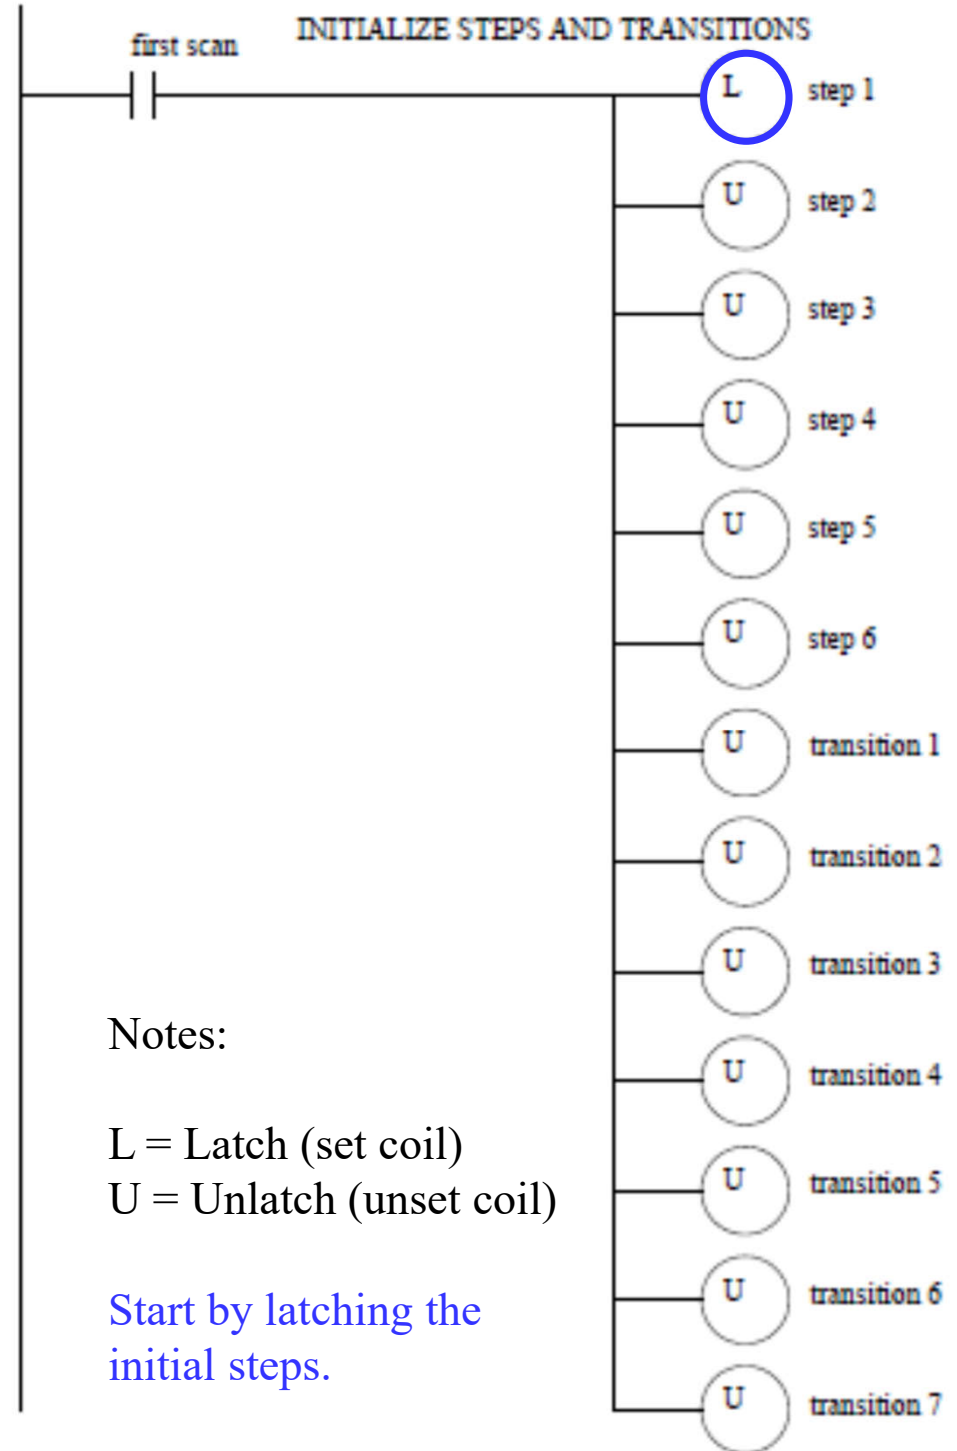 INITIALIZE STEPS AND TRANSITIONS
first scan
L step 1
U step 2
U step 3
U step 4
U step 5
U step 6
U transition 1
U transition 2
U transition 3
U transition 4
U transition 5
U transition 6
U transition 7
Notes:
L = Latch (set coil)
U = Unlatch (unset coil)
Start by latching the
initial steps.